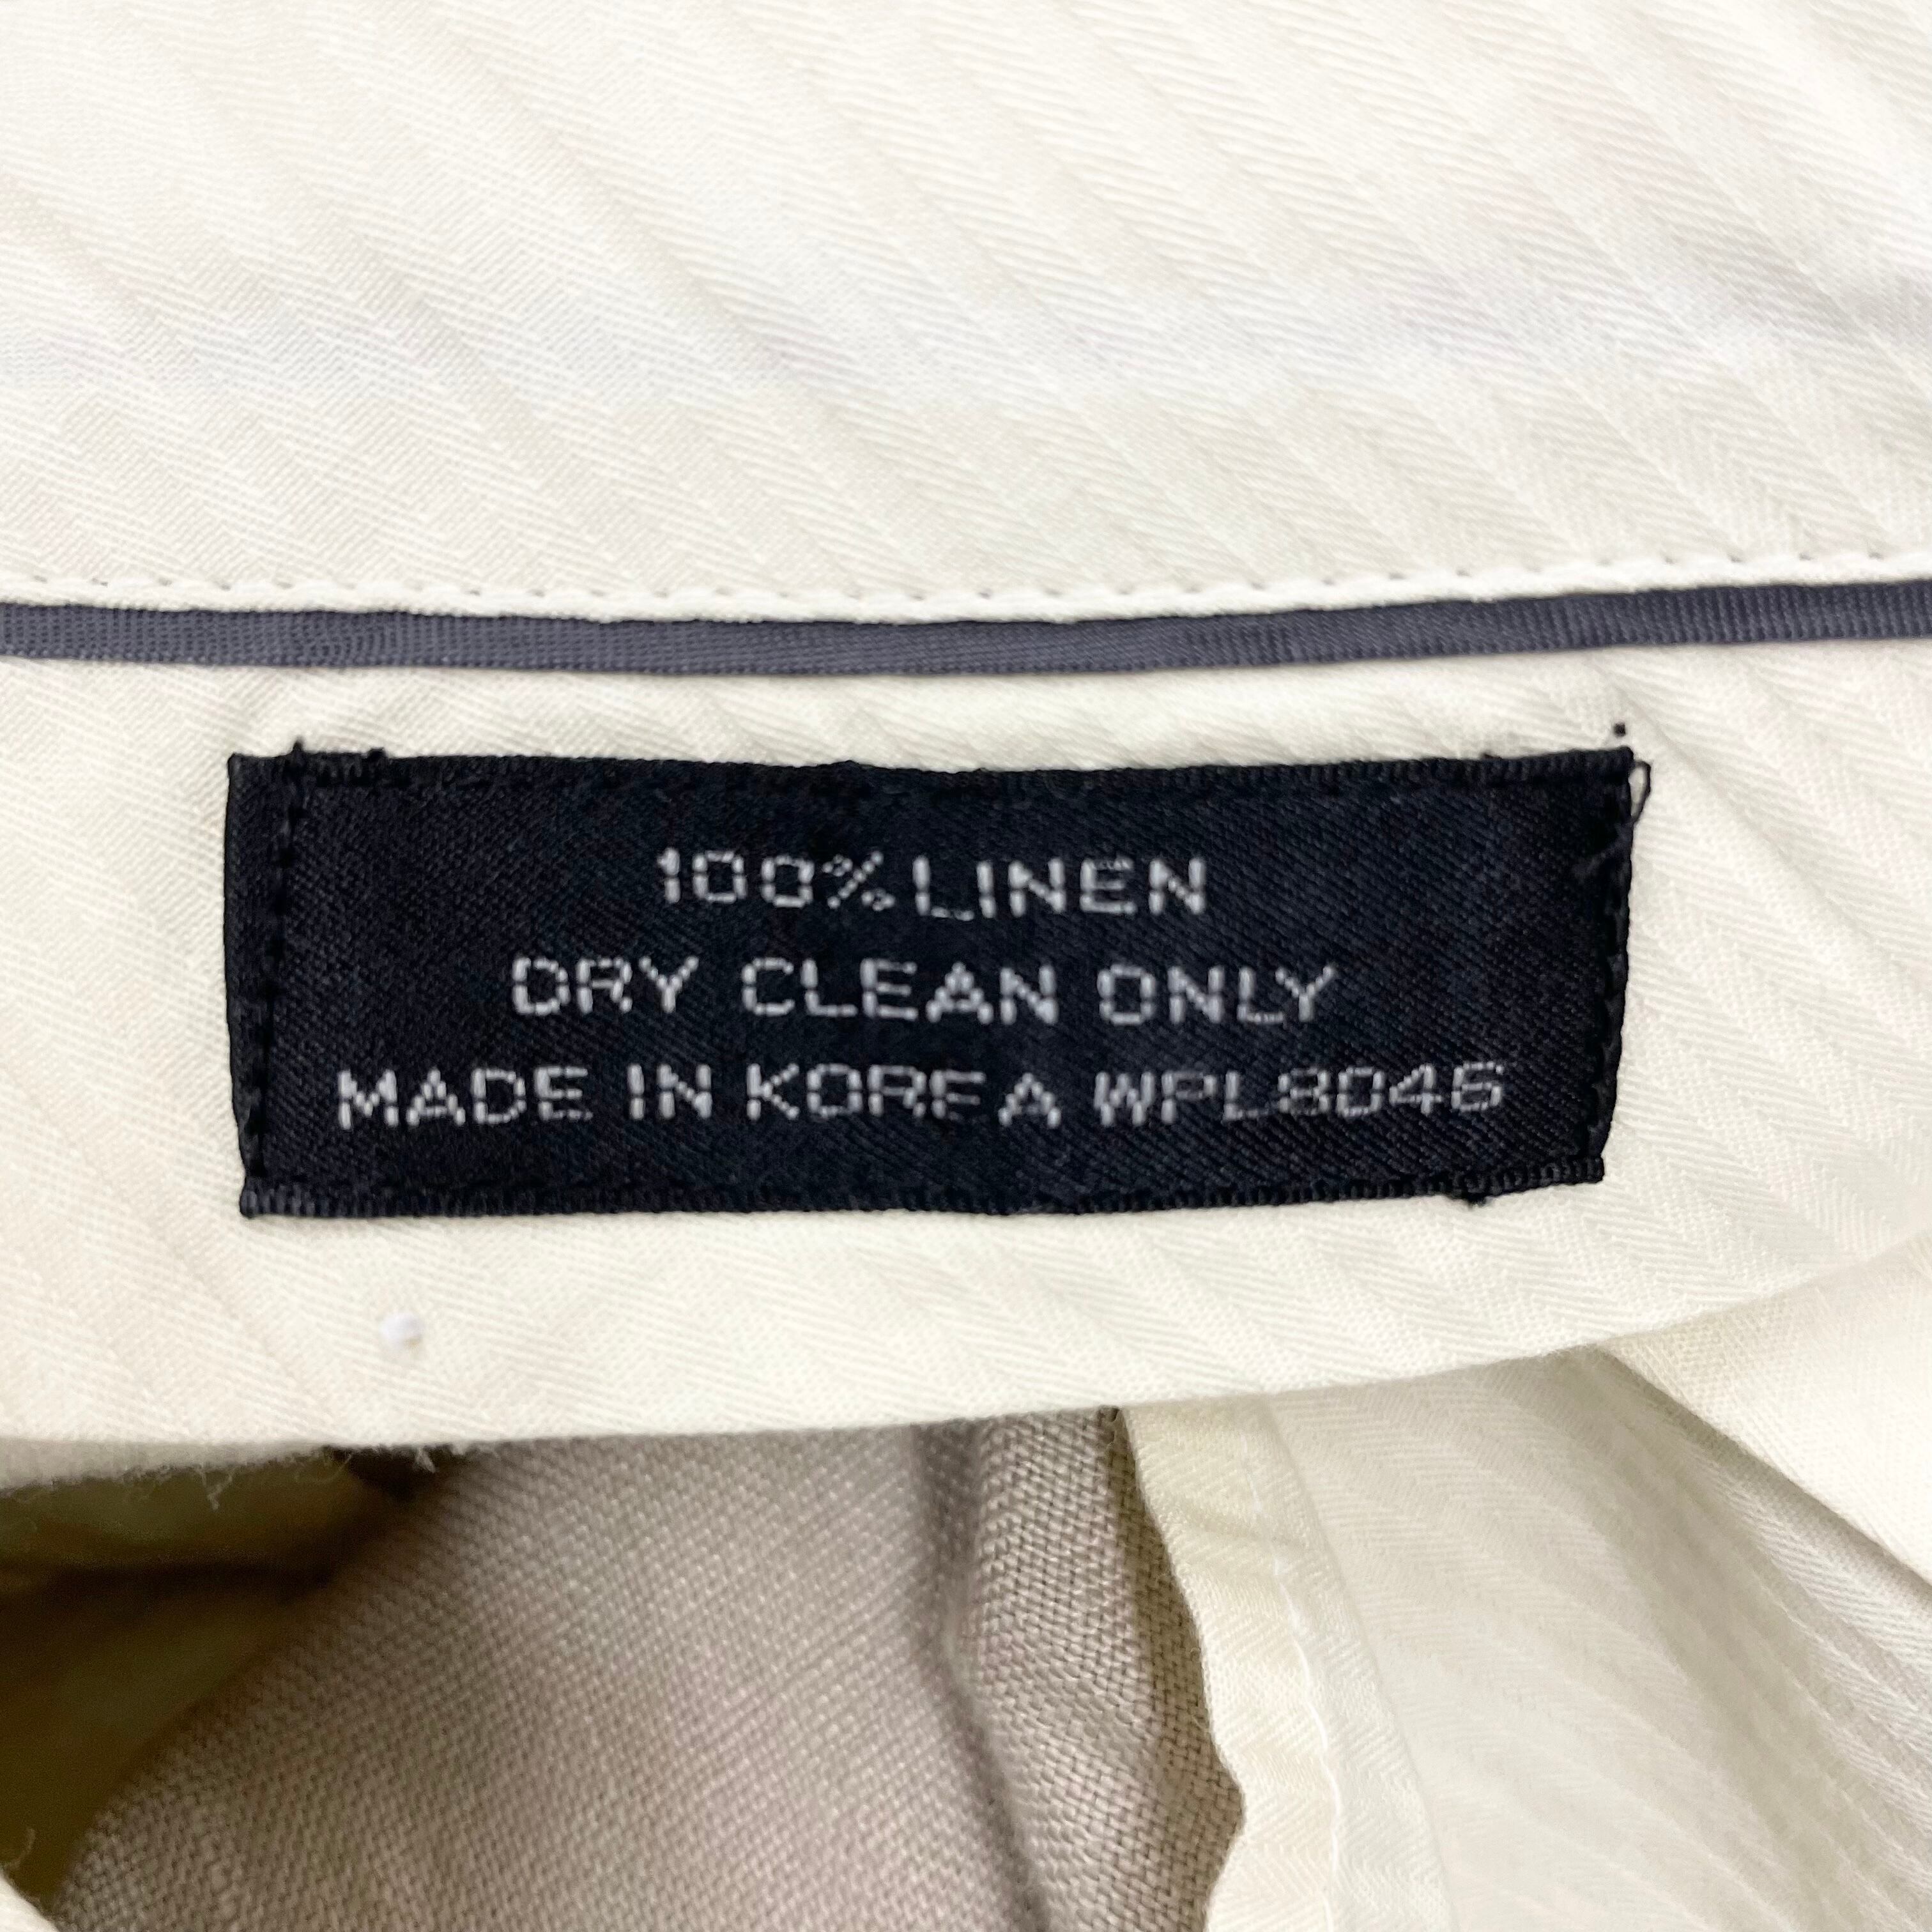 100% LINEN
DRY CLEAN ONLY
MADE IN KOREA WPL8046